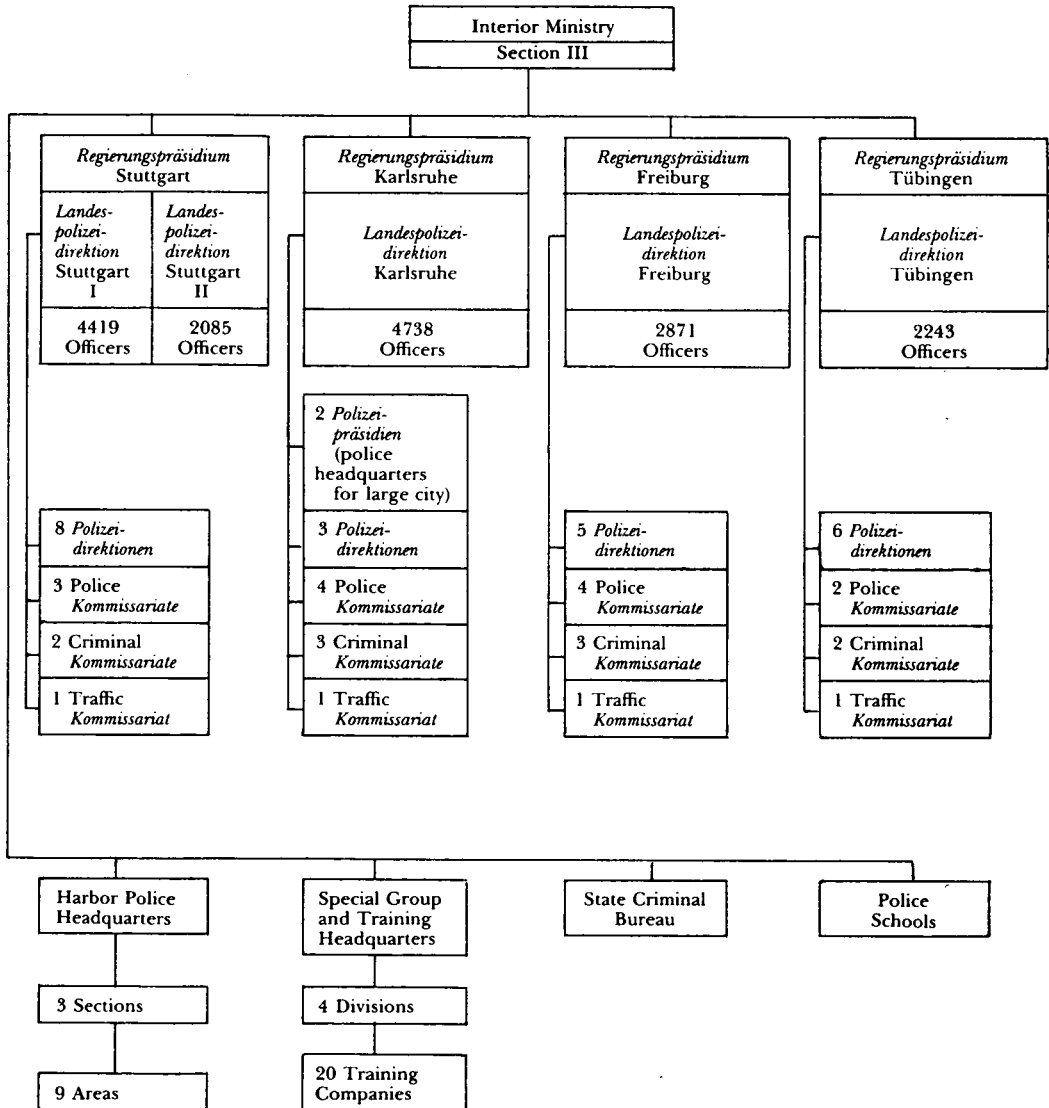 Interior Ministry
Section III
Regierungspräsidium
Stuttgart
Landes-
polizei-
direktion
Stuttgart
I
4419
Officers
Landes-
polizei-
direktion
Stuttgart
II
2085
Officers
8 Polizei-
direktionen
3 Police
Kommissariate
2 Criminal
Kommissariate
1 Traffic
Kommissariat
Regierungspräsidium
Karlsruhe
Landespolizei-
direktion
Karlsruhe
4738
Officers
2 Polizei-
präsidien
(police
headquarters
for large city)
3 Polizei-
direktionen
4 Police
Kommissariate
3 Criminal
Kommissariate
1 Traffic
Kommissariat
Regierungspräsidium
Freiburg
Landespolizei-
direktion
Freiburg
2871
Officers
5 Polizei-
direktionen
4 Police
Kommissariate
3 Criminal
Kommissariate
1 Traffic
Kommissariat
Regierungspräsidium
Tübingen
Landespolizei-
direktion
Tübingen
2243
Officers
6 Polizei-
direktionen
2 Police
Kommissariate
2 Criminal
Kommissariate
1 Traffic
Kommissariat
Harbor Police
Headquarters
3 Sections
9 Areas
Special Group
and Training
Headquarters
4 Divisions
20 Training
Companies
State Criminal
Bureau
Police
Schools